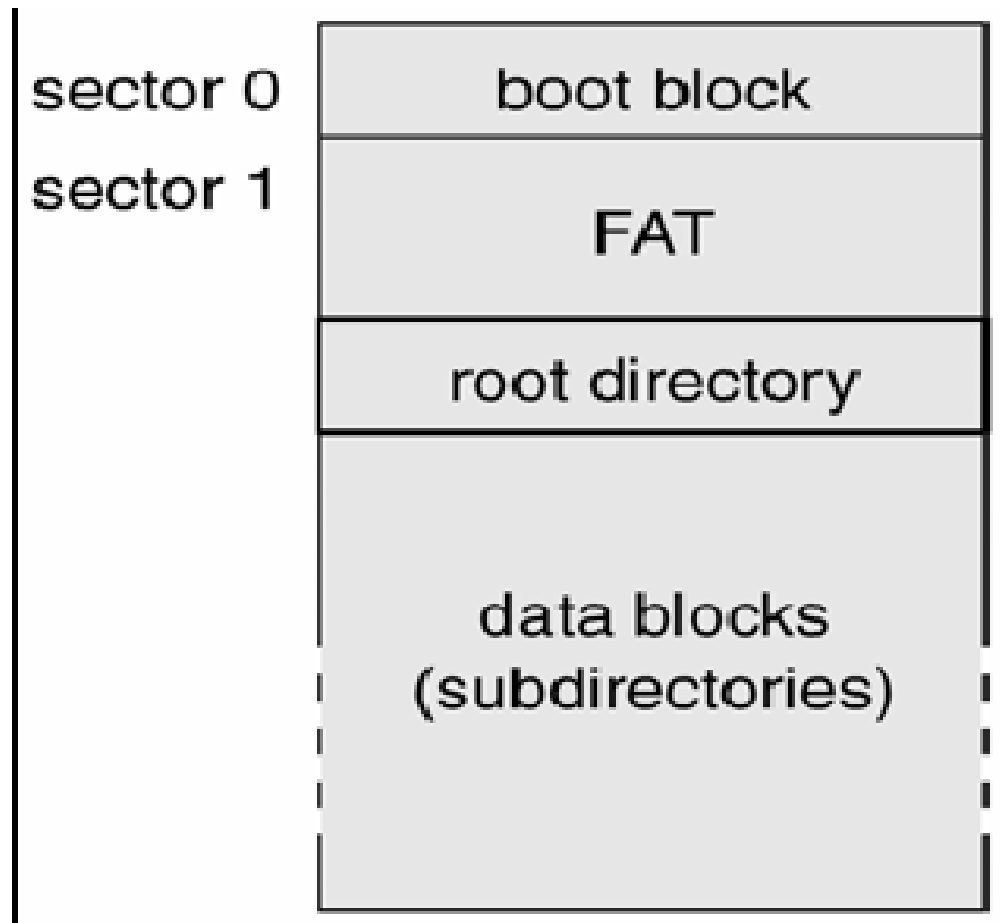 sector 0
boot block
sector 1
FAT
root directory
data blocks
(subdirectories)